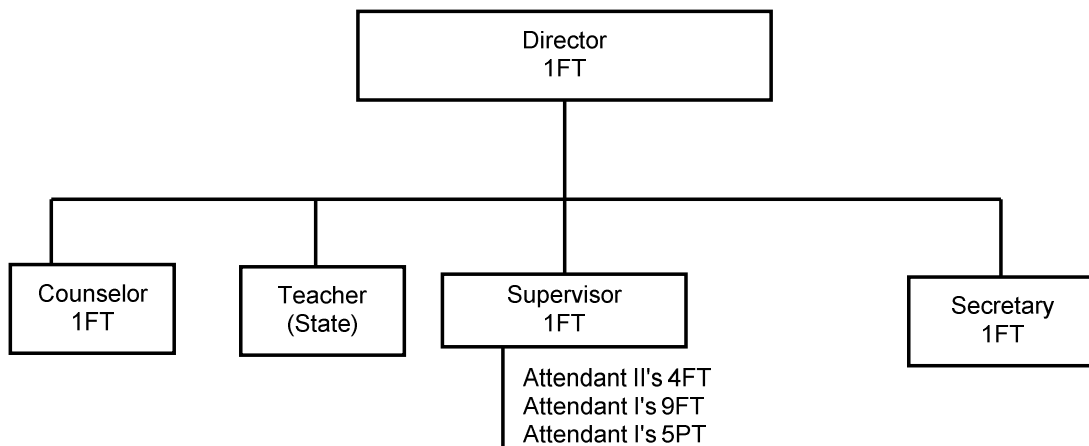 Director
1FT
Counselor
1FT
Teacher
(State)
Supervisor
1FT
Secretary
1FT
Attendant II's 4FT
Attendant I's 9FT
Attendant I's 5PT